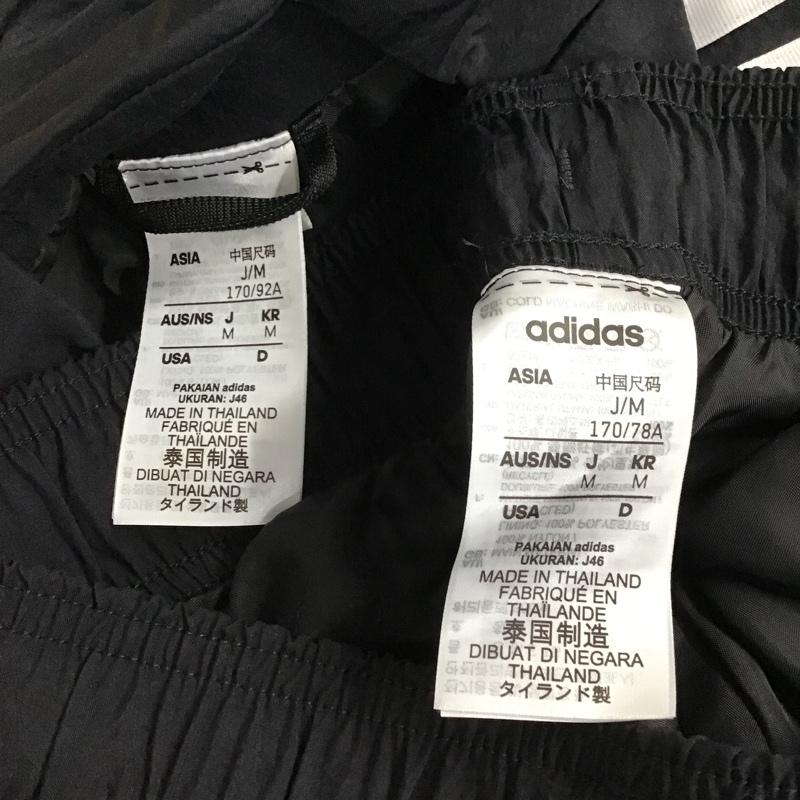 ASIA 中国尺码
J/M
170/92A
AUS/NS J KR
M M
USA D
PAKAIAN adidas
UKURAN: J46
MADE IN THAILAND
FABRIQUÉ EN
THAÏLANDE
泰国制造
DIBUAT DI NEGARA
THAILAND
タイランド製
adidas
ASIA 中国尺码
J/M
170/78A
AUS/NS J KR
M M
USA D
PAKAIAN adidas
UKURAN: J46
MADE IN THAILAND
FABRIQUÉ EN
THAÏLANDE
泰国制造
DIBUAT DI NEGARA
THAILAND
タイランド製